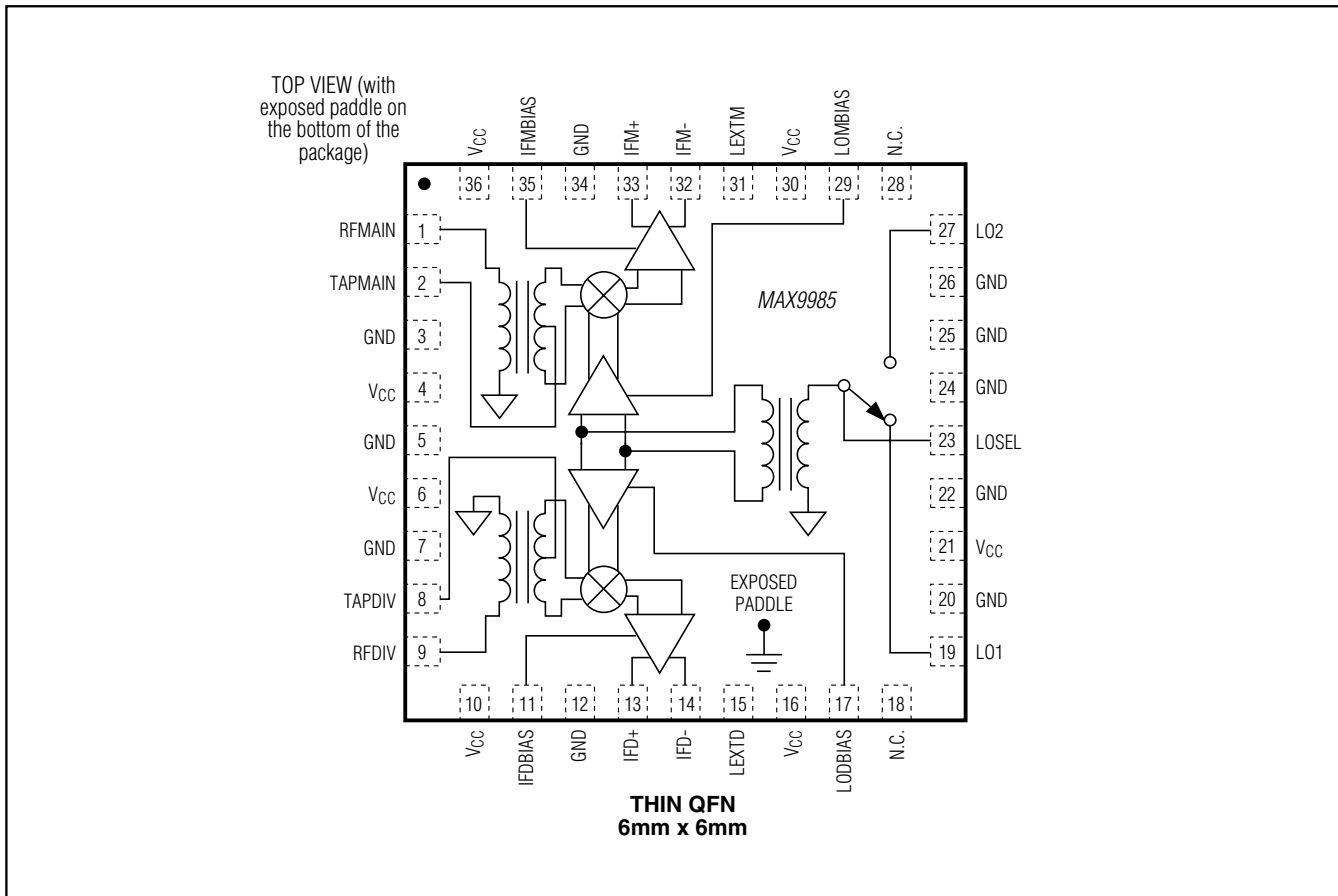 TOP VIEW (with
exposed paddle on
the bottom of the
package)
VCC
IFMBIAS
GND
IFM+
IFM-
LEXTM
VCC
LOMBIAS
N.C.
36 35 34 33 32 31 30 29 28
RFMAIN 1
TAPMAIN 2
GND 3
VCC 4
GND 5
VCC 6
GND 7
TAPDIV 8
RFDIV 9
MAX9985
27 LO2
26 GND
25 GND
24 GND
23 LOSEL
22 GND
21 VCC
20 GND
19 LO1
EXPOSED
PADDLE
10 11 12 13 14 15 16 17 18
VCC
IFDBIAS
GND
IFD+
IFD-
LEXTD
VCC
LODBIAS
N.C.
THIN QFN
6mm x 6mm